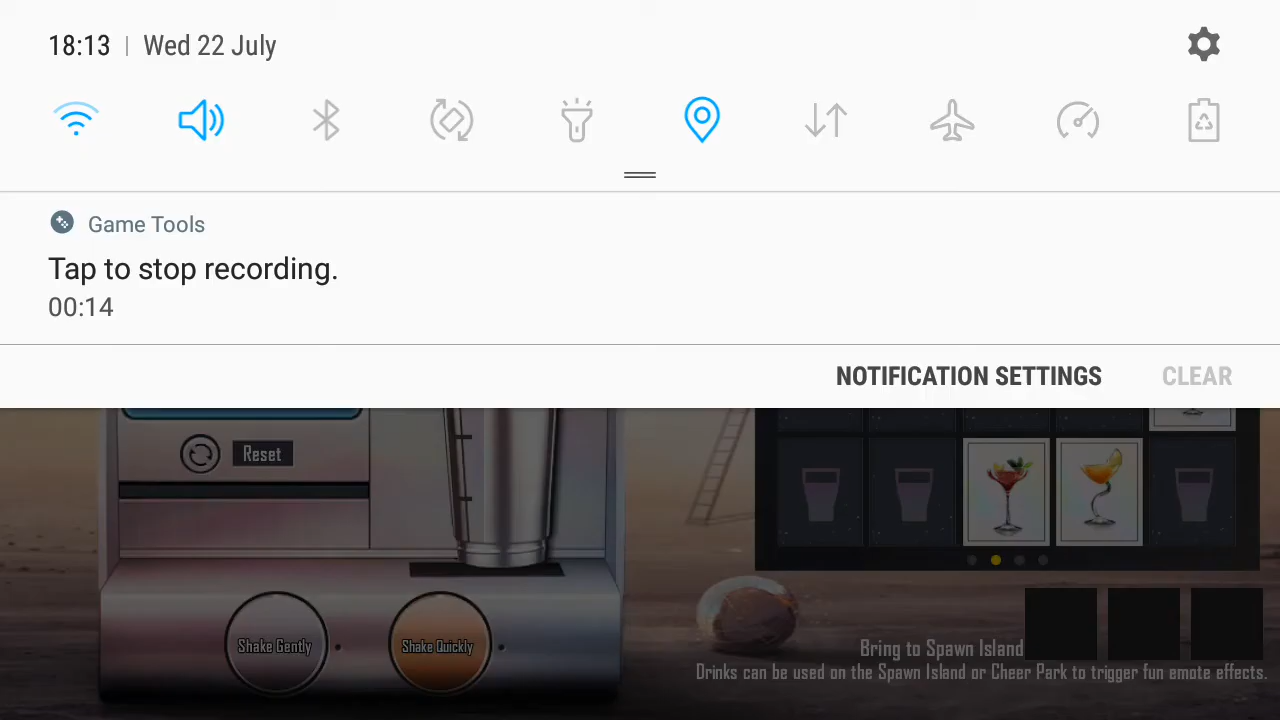 18:13 | Wed 22 July
Game Tools
Tap to stop recording.
00:14
NOTIFICATION SETTINGS CLEAR
Reset
Shake Gently
Shake Quickly
Bring to Spawn Island
Drinks can be used on the Spawn Island or Cheer Park to trigger fun emote effects.